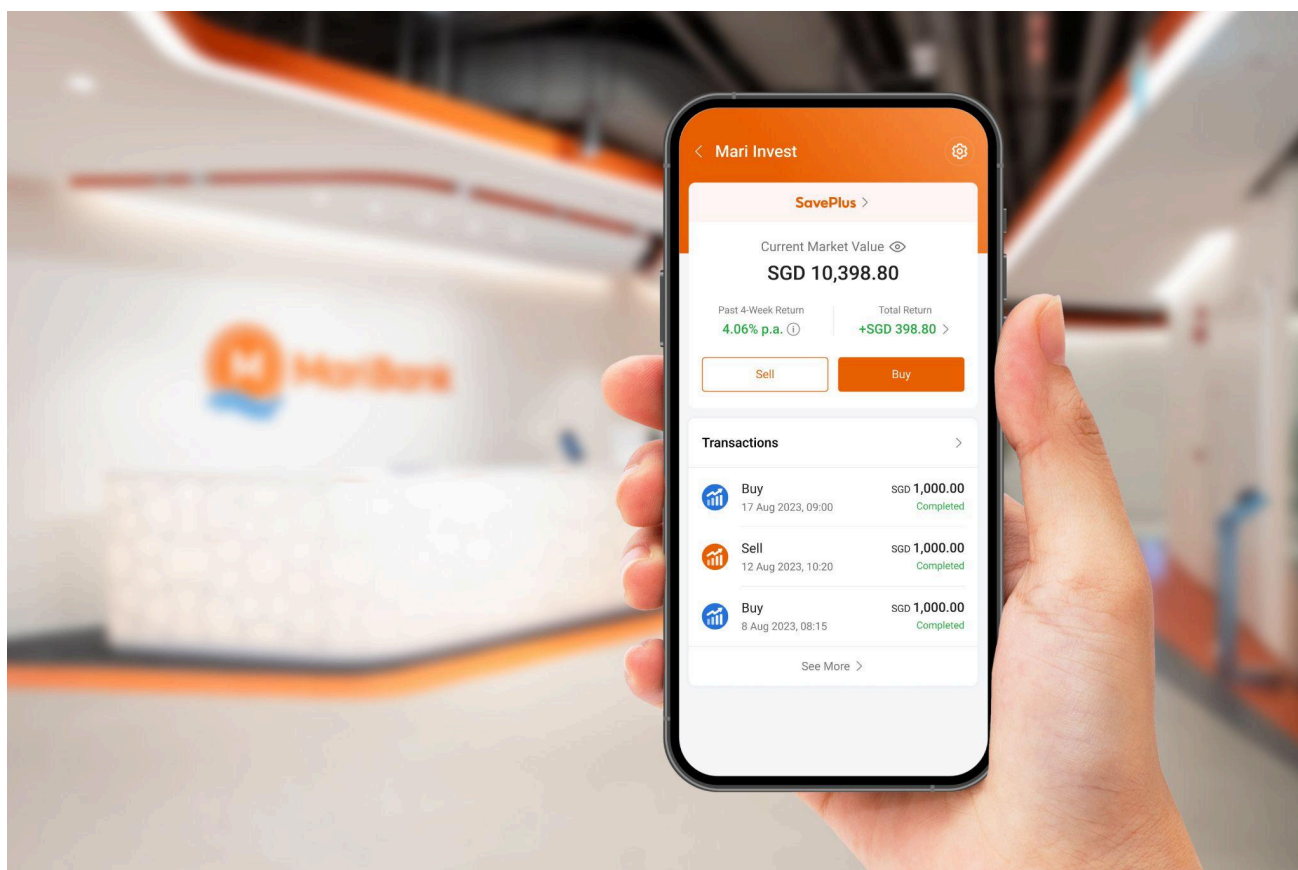 Mari Invest
SavePlus
Current Market Value
SGD 10,398.80
Past 4-Week Return
Total Return
4.06% p.a.
+SGD 398.80
Sell
Buy
Transactions
Buy
SGD 1,000.00
17 Aug 2023, 09:00
Completed
Sell
SGD 1,000.00
12 Aug 2023, 10:20
Completed
Buy
SGD 1,000.00
8 Aug 2023, 08:15
Completed
See More
MariBank